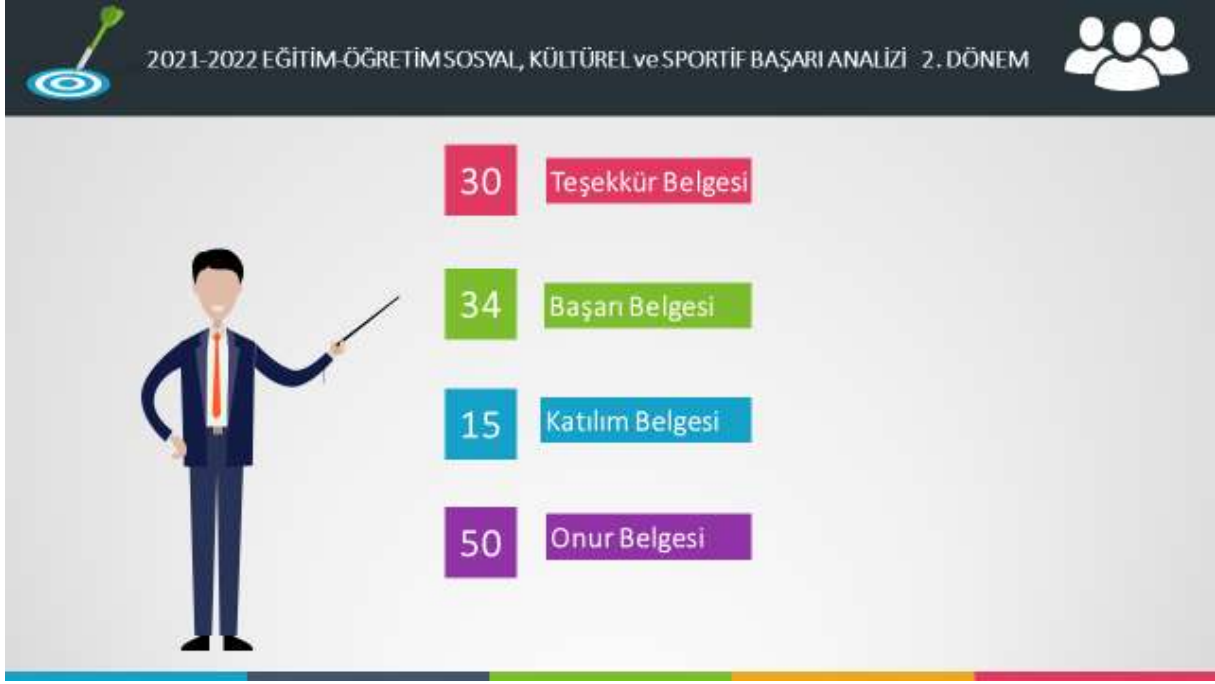 2021-2022 EĞİTİM-ÖĞRETİM SOSYAL, KÜLTÜREL ve SPORTİF BAŞARI ANALİZİ 2. DÖNEM
30 Teşekkür Belgesi
34 Başarı Belgesi
15 Katılım Belgesi
50 Onur Belgesi